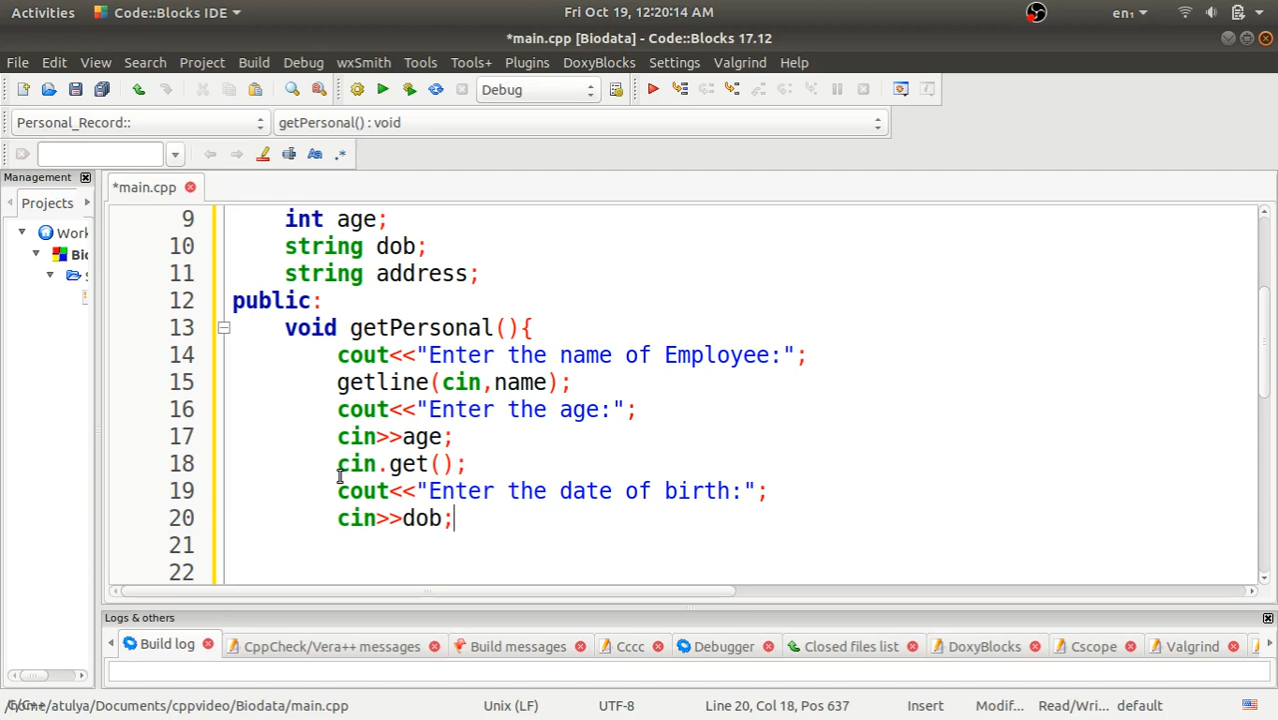 Activities Code::Blocks IDE Fri Oct 19, 12:20:14 AM en1
*main.cpp [Biodata] - Code::Blocks 17.12
File Edit View Search Project Build Debug wxSmith Tools Tools+ Plugins DoxyBlocks Settings Valgrind Help
Debug
Personal_Record:: getPersonal() : void
Management
*main.cpp
Projects
9 int age;
10 string dob;
11 string address;
12 public:
13 void getPersonal(){
14 cout<<"Enter the name of Employee:";
15 getline(cin,name);
16 cout<<"Enter the age:";
17 cin>>age;
18 cin.get();
19 cout<<"Enter the date of birth:";
20 cin>>dob;
21
22
Work
Bio
Logs & others
Build log CppCheck/Vera++ messages Build messages Cccc Debugger Closed files list DoxyBlocks Cscope Valgrind
/home/atulya/Documents/cppvideo/Biodata/main.cpp Unix (LF) UTF-8 Line 20, Col 18, Pos 637 Insert Modif... Read/Wri... default